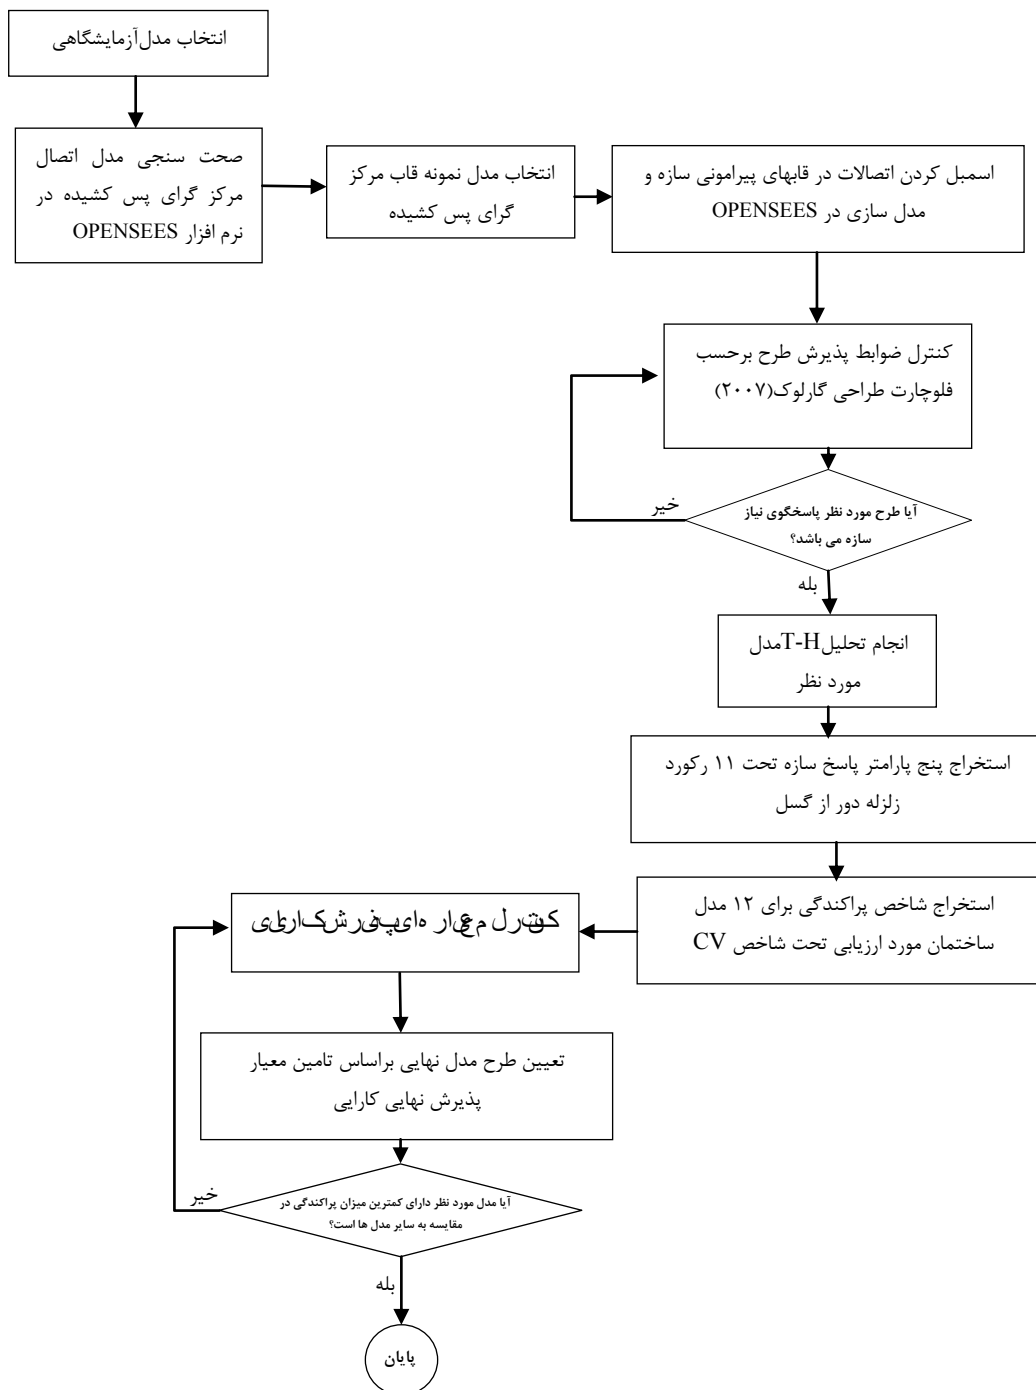 انتخاب مدل آزمایشگاهی
صحت سنجی مدل اتصال
مرکز گرای پس کشیده در
نرم افزار OPENSEES
انتخاب مدل نمونه قاب مرکز
گرای پس کشیده
اسمبل کردن اتصالات در قابهای پیرامونی سازه و
مدل سازی در OPENSEES
کنترل ضوابط پذیرش طرح برحسب
فلوچارت طراحی گارلوک(۲۰۰۷)
خیر
آیا طرح مورد نظر پاسخگوی نیاز
سازه می باشد؟
بله
انجام تحلیل T-H مدل
مورد نظر
استخراج پنج پارامتر پاسخ سازه تحت ۱۱ رکورد
زلزله دور از گسل
استخراج شاخص پراکندگی برای ۱۲ مدل
ساختمان مورد ارزیابی تحت شاخص CV
کنترل معیار های پذیرش کارایی
تعیین طرح مدل نهایی براساس تامین معیار
پذیرش نهایی کارایی
خیر
آیا مدل مورد نظر دارای کمترین میزان پراکندگی در
مقایسه به سایر مدل ها است؟
بله
پایان